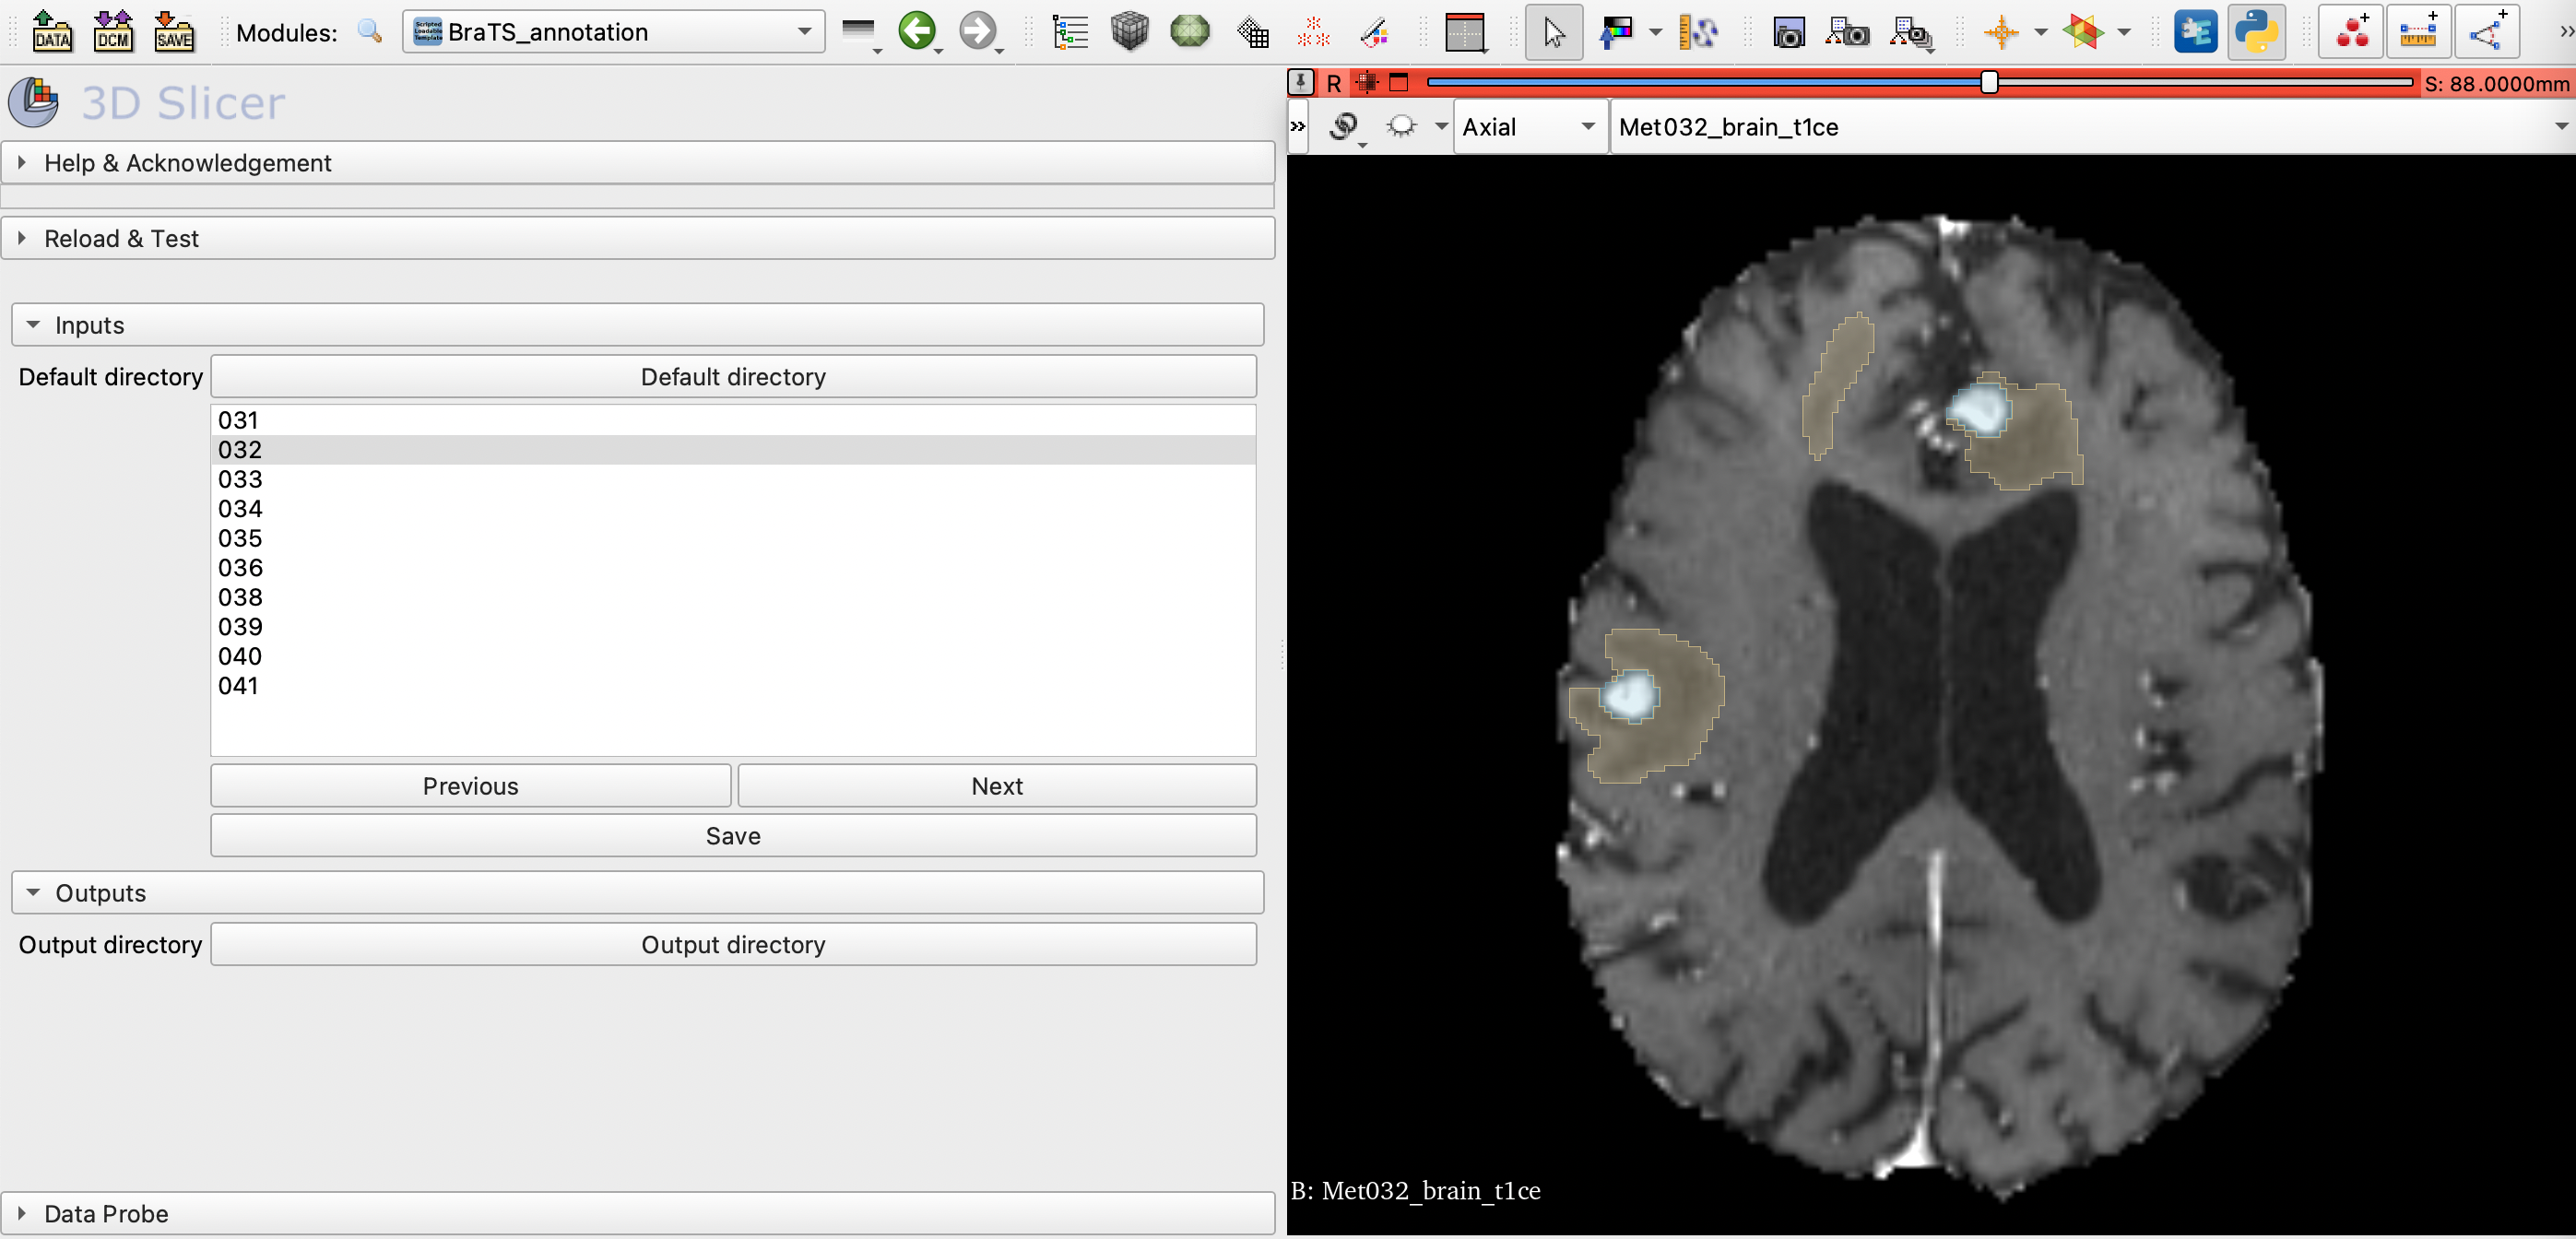 DATA DCM SAVE Modules: BraTS_annotation
3D Slicer
Help & Acknowledgement
Reload & Test
Inputs
Default directory Default directory
031
032
033
034
035
036
038
039
040
041
Previous Next
Save
Outputs
Output directory Output directory
Data Probe
R S: 88.0000mm
Axial Met032_brain_t1ce
B: Met032_brain_t1ce